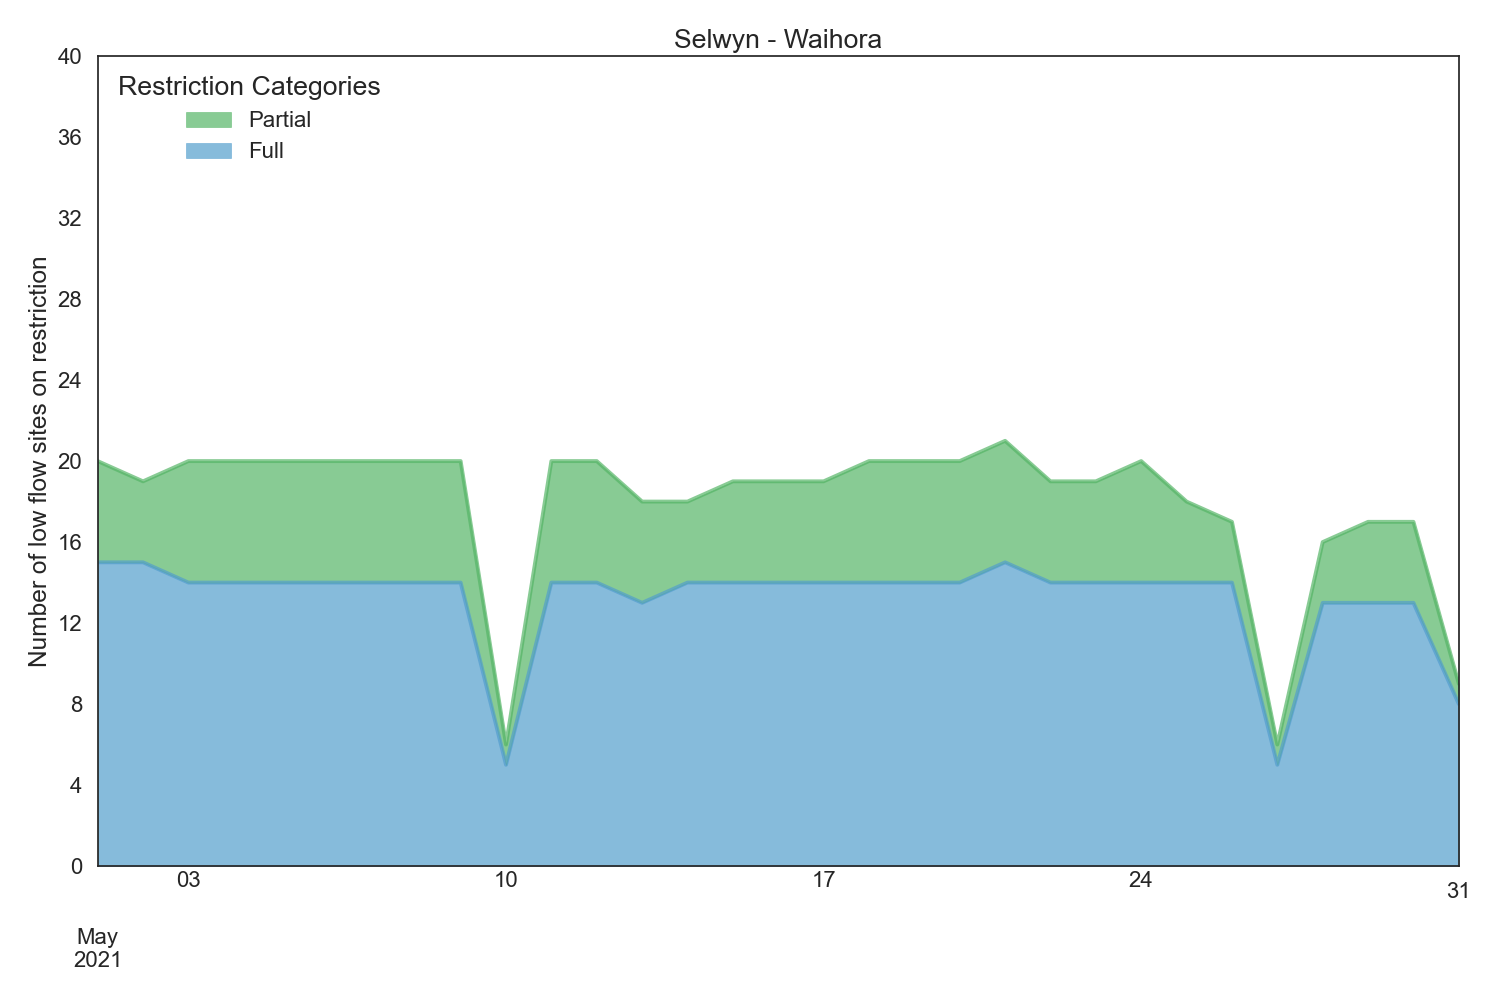 Selwyn - Waihora
Restriction Categories
Partial
Full
Number of low flow sites on restriction
40
36
32
28
24
20
16
12
8
4
0
03
10
17
24
31
May
2021